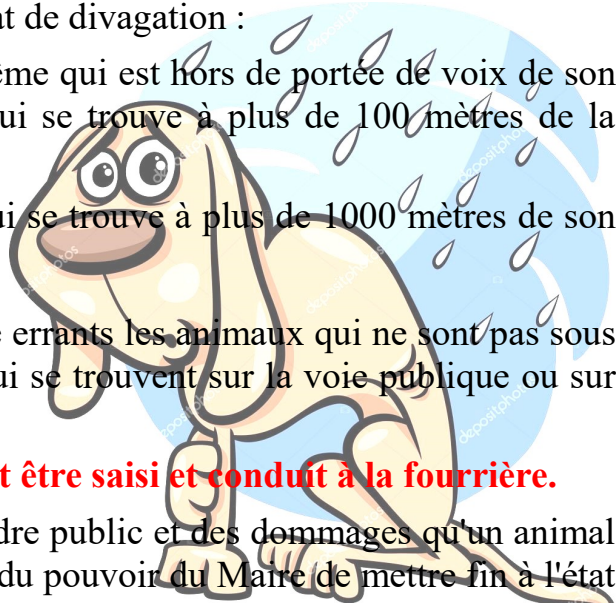 at de divagation :
ême qui est hors de portée de voix de son
ui se trouve à plus de 100 mètres de la
ui se trouve à plus de 1000 mètres de son
e errants les animaux qui ne sont pas sous
ui se trouvent sur la voie publique ou sur
t être saisi et conduit à la fourrière.
dre public et des dommages qu'un animal
du pouvoir du Maire de mettre fin à l'état